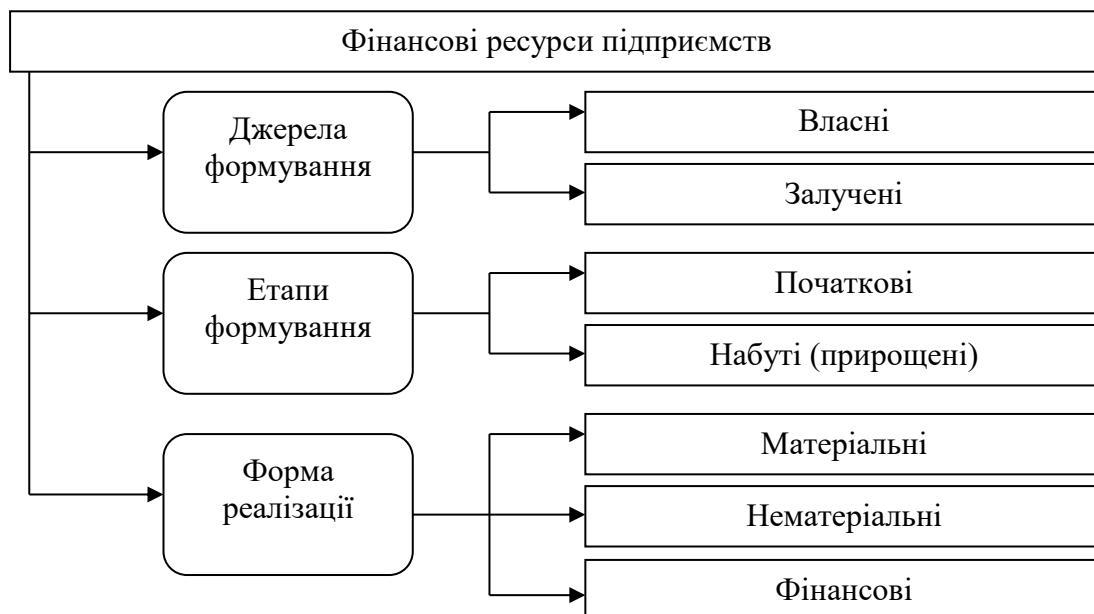 Фінансові ресурси підприємств
Джерела
формування
Власні
Залучені
Етапи
формування
Початкові
Набуті (прирощені)
Форма
реалізації
Матеріальні
Нематеріальні
Фінансові